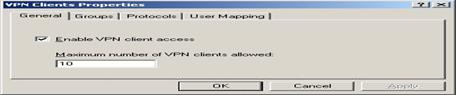 VPN Clients Properties
General Groups Protocols User Mapping
Enable VPN client access
Maximum number of VPN clients allowed:
10
OK Cancel Apply